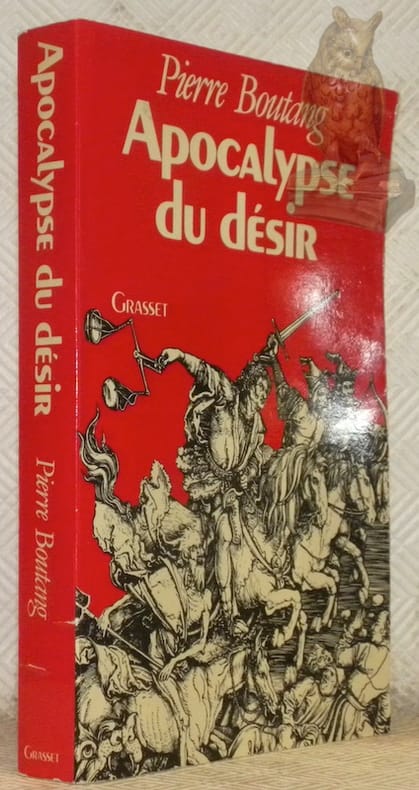 Pierre Boutang
Apocalypse
du désir
GRASSET
Apocalypse du désir
Pierre Boutang
GRASSET